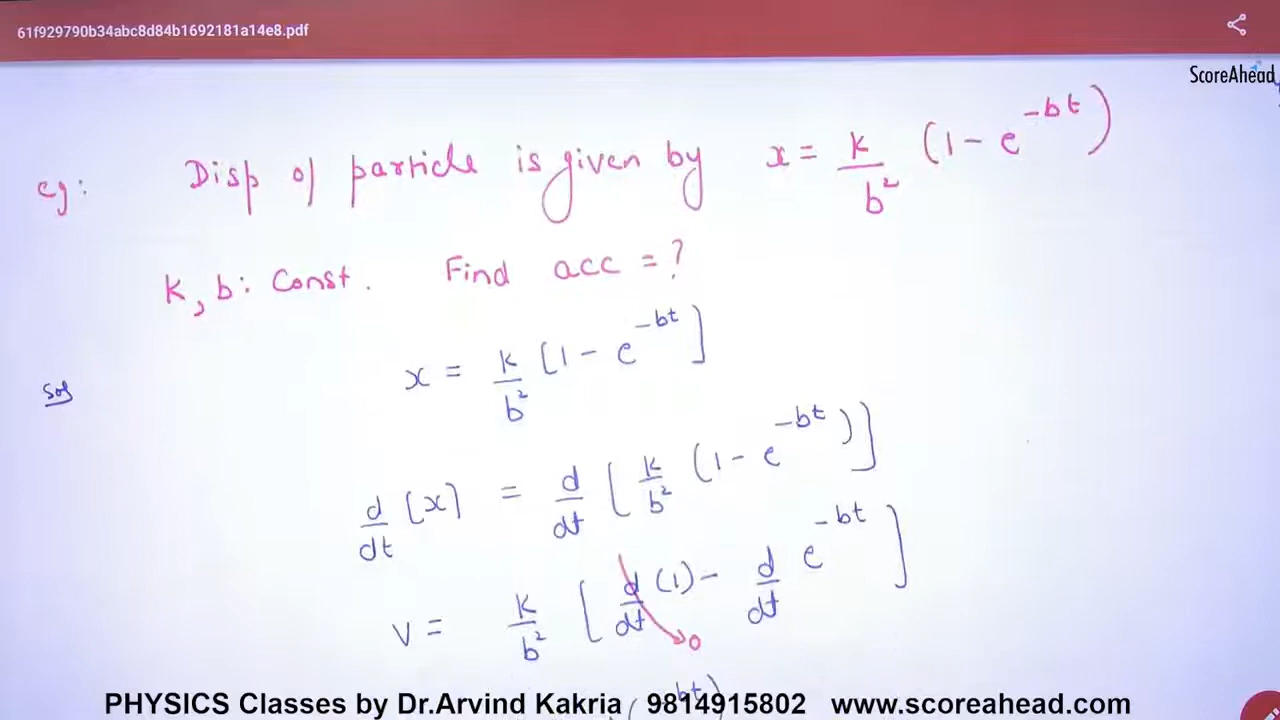 61f929790b34abc8d84b1692181a14e8.pdf
ScoreAhead
eg: Disp of particle is given by x = k/b² (1 - e^-bt)
k, b: Const. Find acc = ?
Sol x = k/b² [1 - e^-bt]
d/dt [x] = d/dt [k/b² (1 - e^-bt)]
v = k/b² [d/dt (1) - d/dt e^-bt]
0
bt)
PHYSICS Classes by Dr.Arvind Kakria 9814915802 www.scoreahead.com